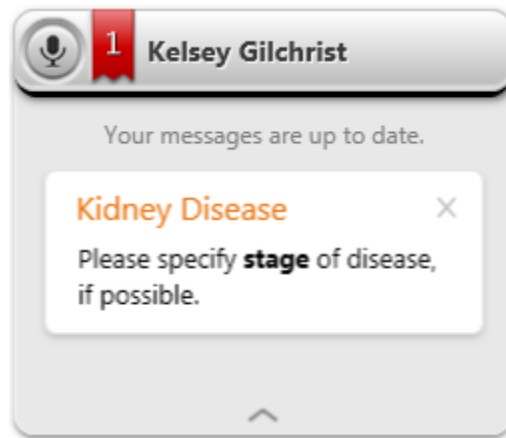 1
Kelsey Gilchrist
Your messages are up to date.
Kidney Disease
Please specify stage of disease,
if possible.